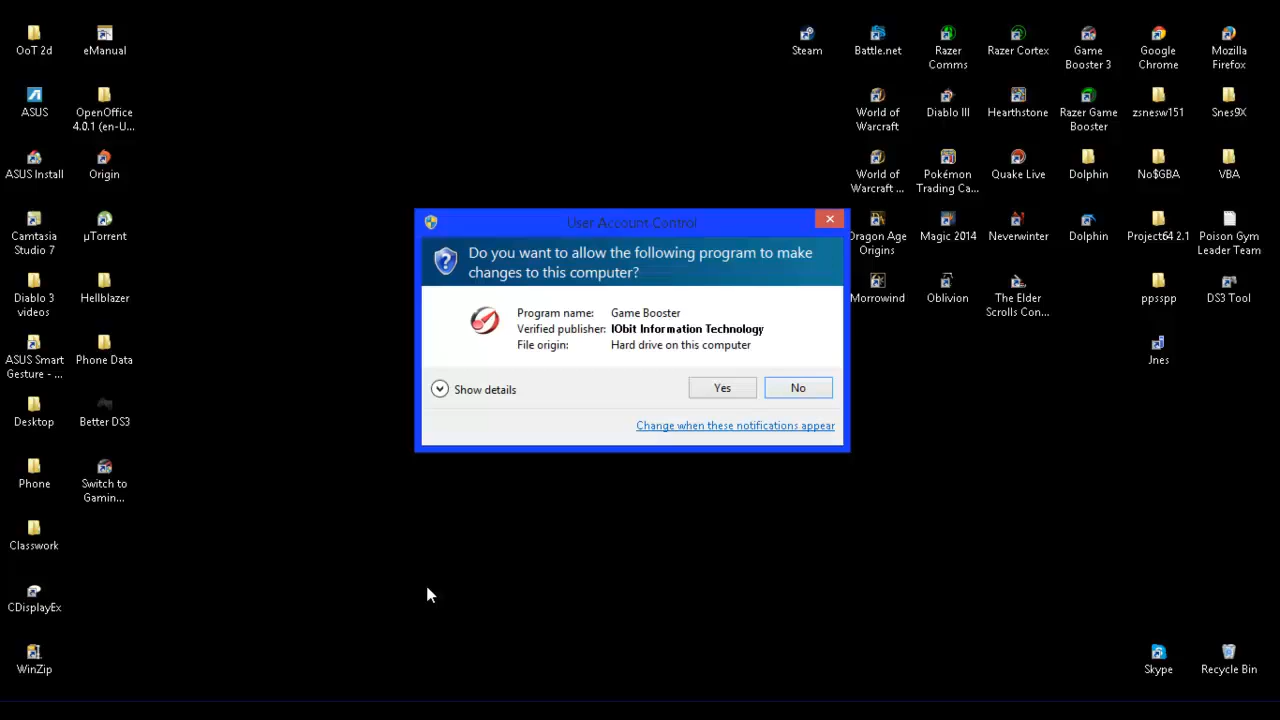 OoT 2d
eManual
Steam
Battle.net
Razer
Comms
Razer Cortex
Game
Booster 3
Google
Chrome
Mozilla
Firefox
ASUS
OpenOffice
4.0.1 (en-U...
World of
Warcraft
Diablo III
Hearthstone
Razer Game
Booster
zsnesw151
Snes9X
ASUS Install
Origin
World of
Warcraft ...
Pokémon
Trading Ca...
Quake Live
Dolphin
No$GBA
VBA
Camtasia
Studio 7
µTorrent
Dragon Age
Origins
Magic 2014
Neverwinter
Dolphin
Project64 2.1
Poison Gym
Leader Team
Diablo 3
videos
Hellblazer
Morrowind
Oblivion
The Elder
Scrolls Con...
ppsspp
DS3 Tool
ASUS Smart
Gesture - ...
Phone Data
Jnes
Desktop
Better DS3
Phone
Switch to
Gamin...
Classwork
CDisplayEx
WinZip
Skype
Recycle Bin
User Account Control
Do you want to allow the following program to make
changes to this computer?
Program name: Game Booster
Verified publisher: IObit Information Technology
File origin: Hard drive on this computer
Show details
Yes
No
Change when these notifications appear